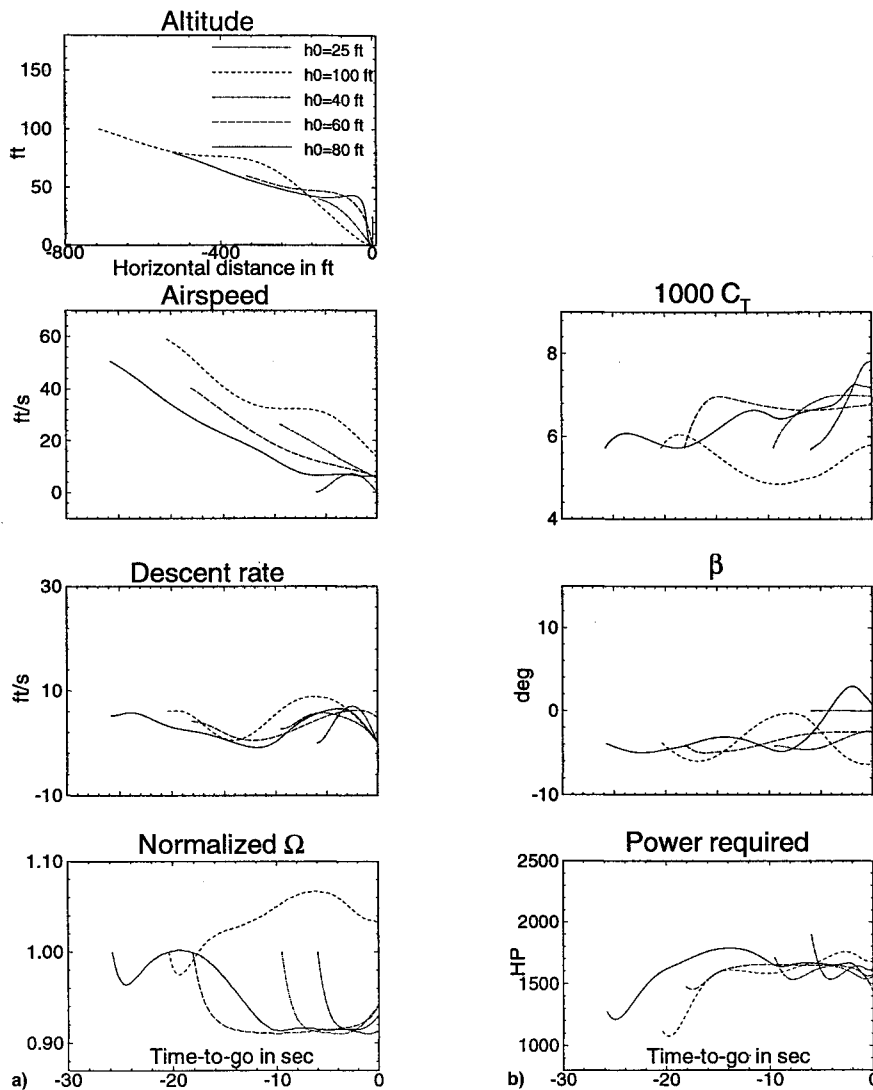 Altitude
150
100
50
0
ft
h0=25 ft
h0=100 ft
h0=40 ft
h0=60 ft
h0=80 ft
-800
-400
0
Horizontal distance in ft
Airspeed
60
40
20
0
ft/s
1000 C_T
8
6
4
Descent rate
30
10
-10
ft/s
β
10
0
-10
deg
Normalized Ω
1.10
1.00
0.90
Time-to-go in sec
a)
-30
-20
-10
0
Power required
2500
2000
1500
1000
HP
Time-to-go in sec
b)
-30
-20
-10
0